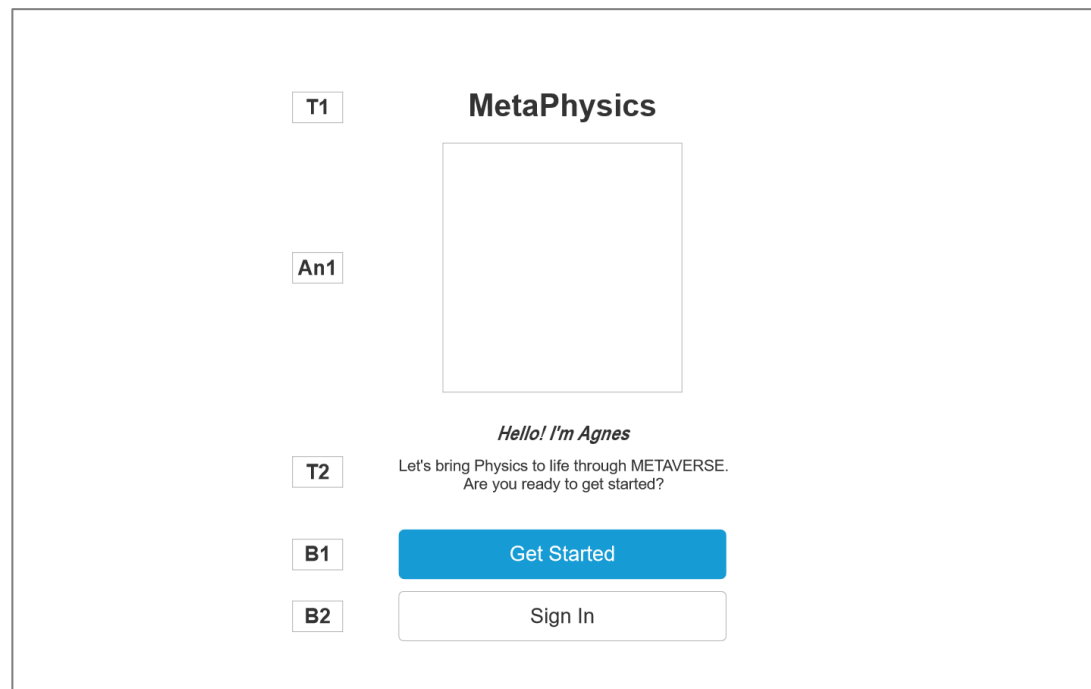 T1
MetaPhysics
An1
Hello! I'm Agnes
T2
Let's bring Physics to life through METAVERSE.
Are you ready to get started?
B1
Get Started
B2
Sign In